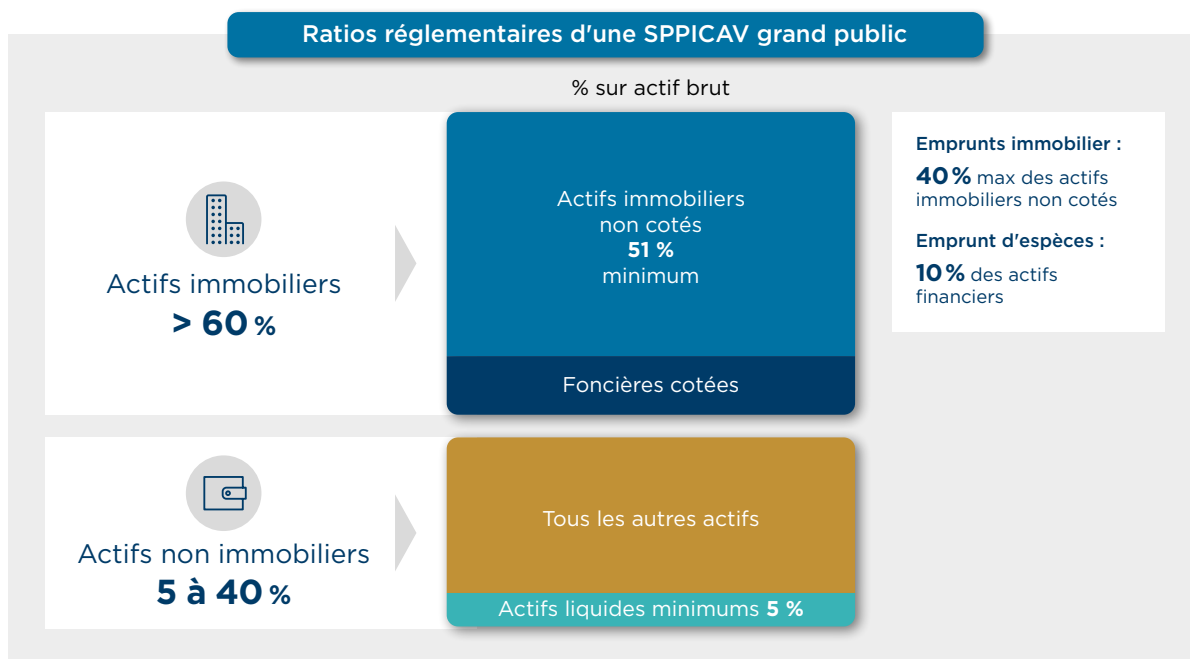 Ratios réglementaires d'une SPPICAV grand public
% sur actif brut
Actifs immobiliers
> 60 %
Actifs immobiliers
non cotés
51 %
minimum
Foncières cotées
Emprunts immobilier :
40 % max des actifs
immobiliers non cotés
Emprunt d'espèces :
10 % des actifs
financiers
Actifs non immobiliers
5 à 40 %
Tous les autres actifs
Actifs liquides minimums 5 %